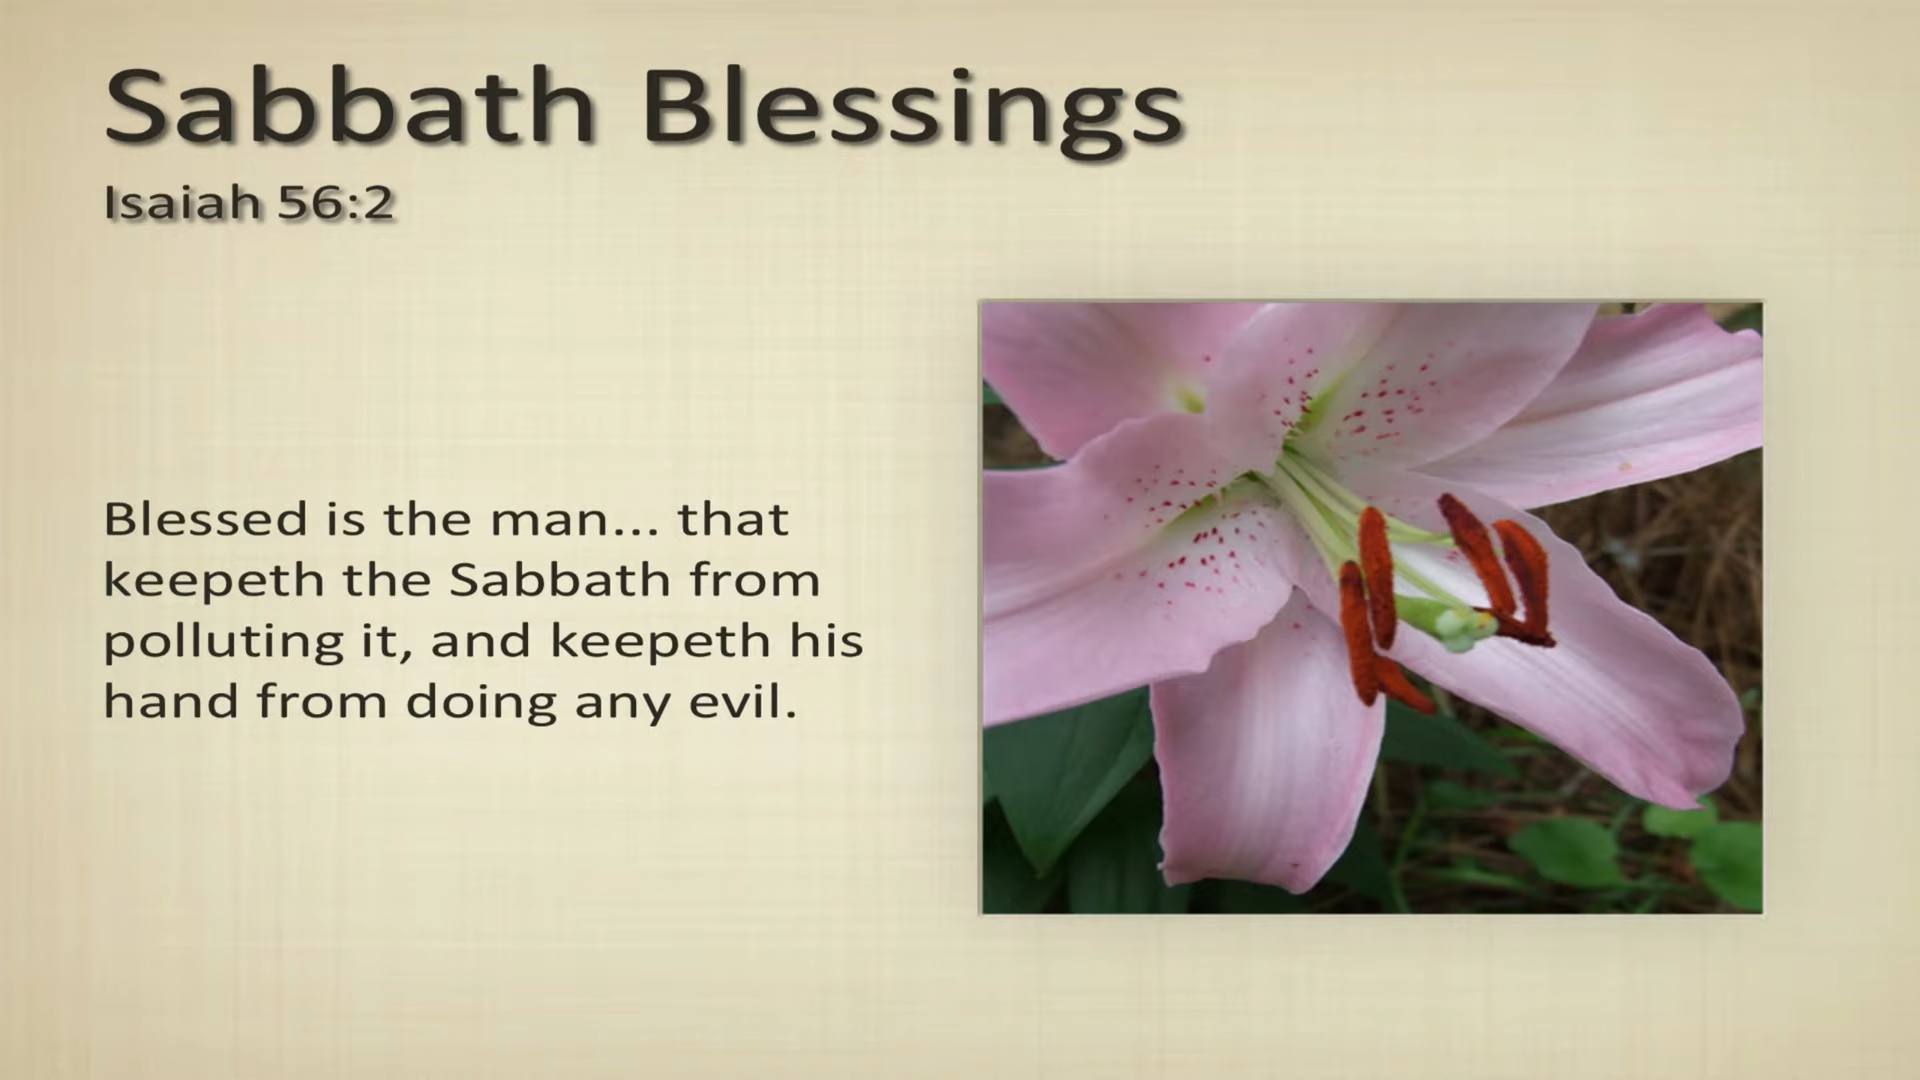 Sabbath Blessings
Isaiah 56:2
Blessed is the man... that
keepeth the Sabbath from
polluting it, and keepeth his
hand from doing any evil.